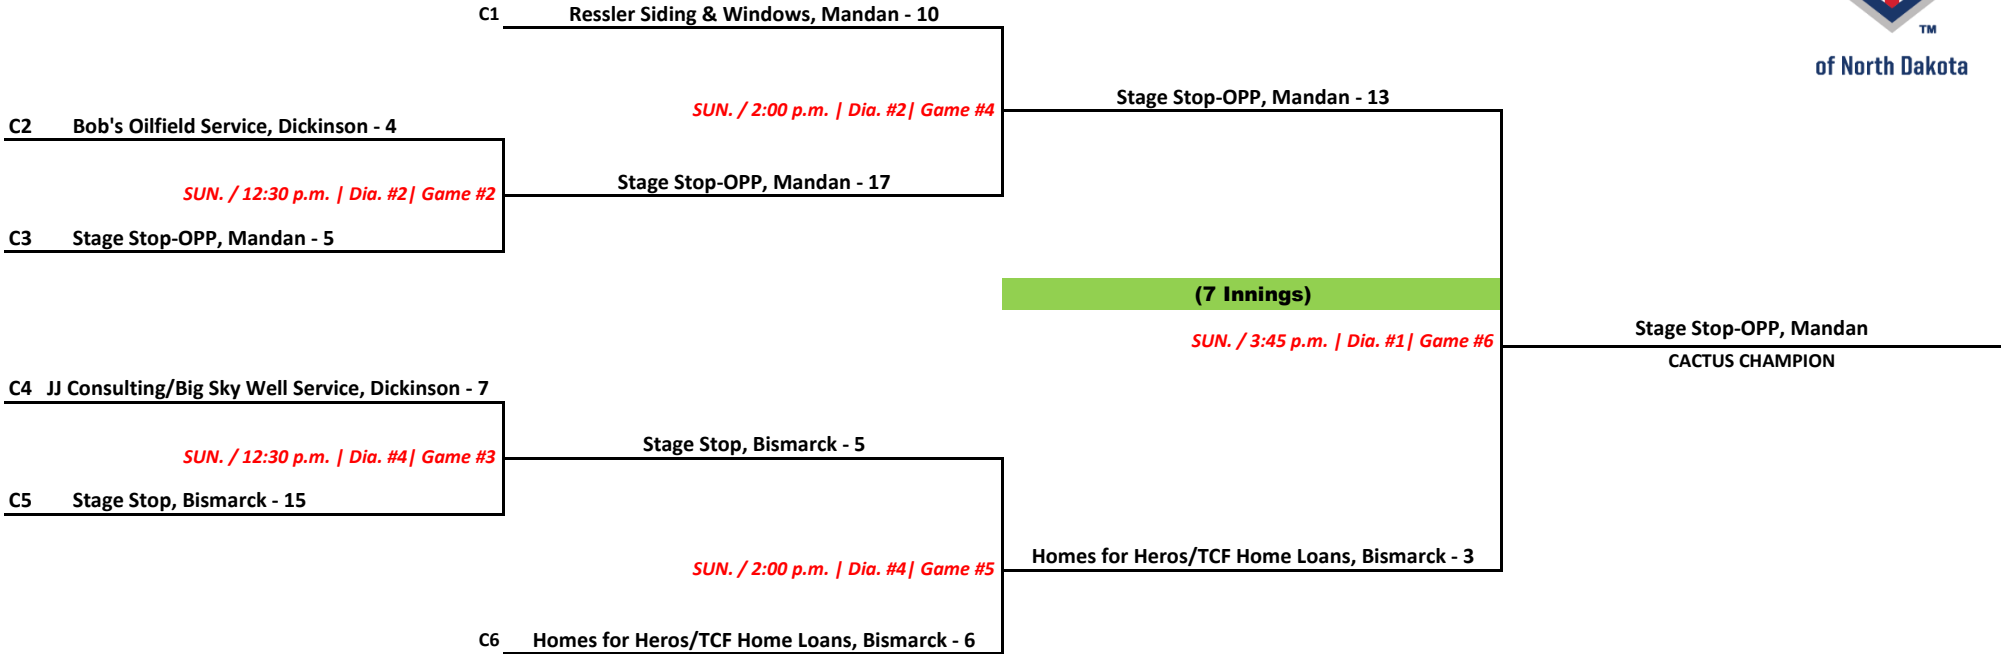 C1 Ressler Siding & Windows, Mandan - 10
TM
of North Dakota
SUN. / 2:00 p.m. | Dia. #2| Game #4
Stage Stop-OPP, Mandan - 13
C2 Bob's Oilfield Service, Dickinson - 4
SUN. / 12:30 p.m. | Dia. #2| Game #2
Stage Stop-OPP, Mandan - 17
C3 Stage Stop-OPP, Mandan - 5
(7 Innings)
SUN. / 3:45 p.m. | Dia. #1| Game #6
Stage Stop-OPP, Mandan
CACTUS CHAMPION
C4 JJ Consulting/Big Sky Well Service, Dickinson - 7
SUN. / 12:30 p.m. | Dia. #4| Game #3
Stage Stop, Bismarck - 5
C5 Stage Stop, Bismarck - 15
SUN. / 2:00 p.m. | Dia. #4| Game #5
Homes for Heros/TCF Home Loans, Bismarck - 3
C6 Homes for Heros/TCF Home Loans, Bismarck - 6